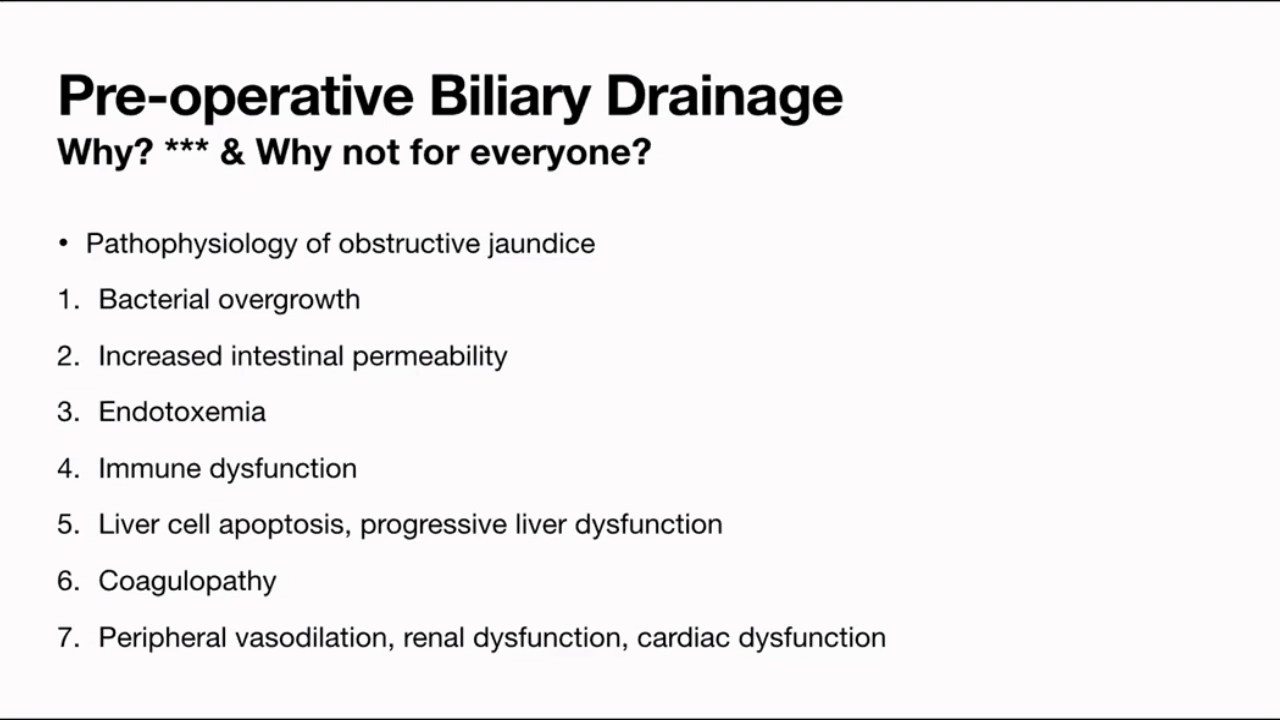 Pre-operative Biliary Drainage
Why? *** & Why not for everyone?
• Pathophysiology of obstructive jaundice
1. Bacterial overgrowth
2. Increased intestinal permeability
3. Endotoxemia
4. Immune dysfunction
5. Liver cell apoptosis, progressive liver dysfunction
6. Coagulopathy
7. Peripheral vasodilation, renal dysfunction, cardiac dysfunction